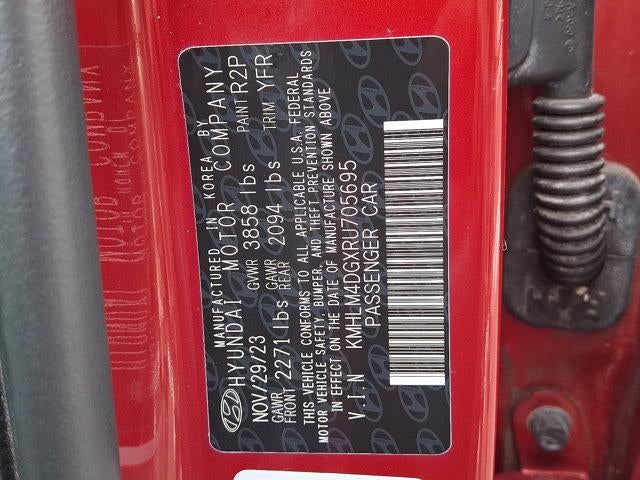 MANUFACTURED IN KOREA BY
HYUNDAI MOTOR COMPANY
NOV/29/23 GVWR 3858 lbs PAINT R2P
GAWR FRONT 2271 lbs GAWR REAR 2094 lbs TRIM YFR
THIS VEHICLE CONFORMS TO ALL APPLICABLE U.S.A. FEDERAL
MOTOR VEHICLE SAFETY, BUMPER, AND THEFT PREVENTION STANDARDS
IN EFFECT ON THE DATE OF MANUFACTURE SHOWN ABOVE
V.I.N KMHLM4DGXRU705695
PASSENGER CAR